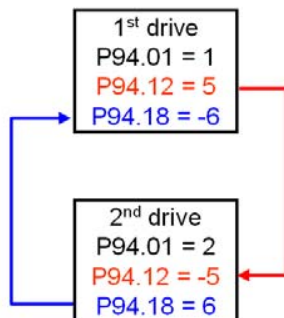 1st drive
P94.01 = 1
P94.12 = 5
P94.18 = -6
2nd drive
P94.01 = 2
P94.12 = -5
P94.18 = 6